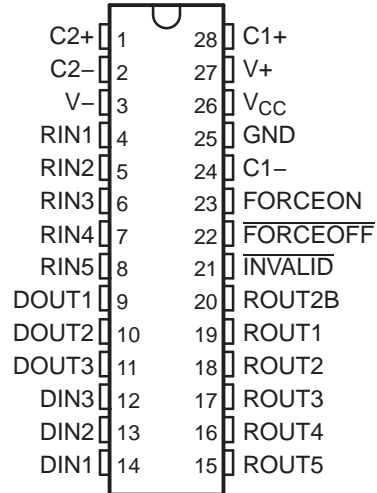 C2+ 1 28 C1+
C2− 2 27 V+
V− 3 26 VCC
RIN1 4 25 GND
RIN2 5 24 C1−
RIN3 6 23 FORCEON
RIN4 7 22 FORCEOFF
RIN5 8 21 INVALID
DOUT1 9 20 ROUT2B
DOUT2 10 19 ROUT1
DOUT3 11 18 ROUT2
DIN3 12 17 ROUT3
DIN2 13 16 ROUT4
DIN1 14 15 ROUT5